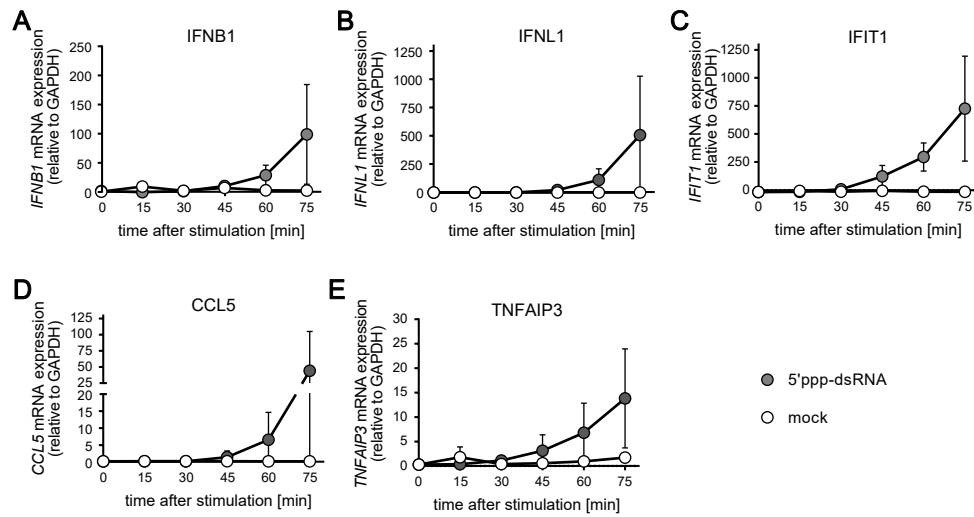 A
IFNB1
IFNB1 mRNA expression
(relative to GAPDH)
250
200
150
100
50
0
0 15 30 45 60 75
time after stimulation [min]
B
IFNL1
IFNL1 mRNA expression
(relative to GAPDH)
1250
1000
750
500
250
0
0 15 30 45 60 75
time after stimulation [min]
C
IFIT1
IFIT1 mRNA expression
(relative to GAPDH)
1250
1000
750
500
250
0
0 15 30 45 60 75
time after stimulation [min]
D
CCL5
CCL5 mRNA expression
(relative to GAPDH)
125
100
75
50
25
20
15
10
5
0
0 15 30 45 60 75
time after stimulation [min]
E
TNFAIP3
TNFAIP3 mRNA expression
(relative to GAPDH)
30
25
20
15
10
5
0
0 15 30 45 60 75
time after stimulation [min]
5'ppp-dsRNA
mock